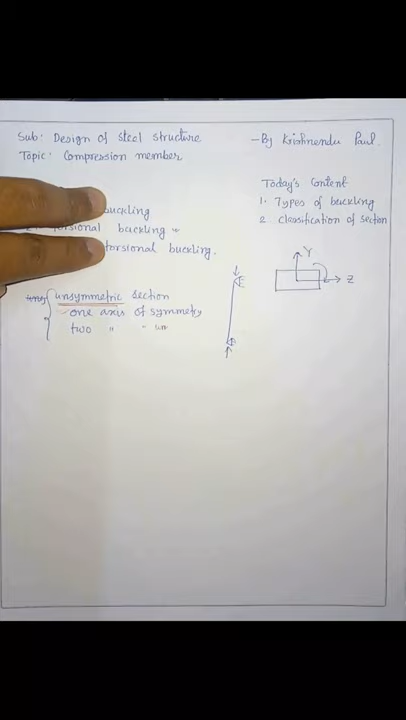 Sub: Design of Steel structure
- By Krishnendu Paul.
Topic: Compression member
Today's Content
1. Types of buckling
2. Classification of section
buckling
torsional buckling
torsional buckling.
unsymmetric section
one axis of symmetry
two " "
Y
Z